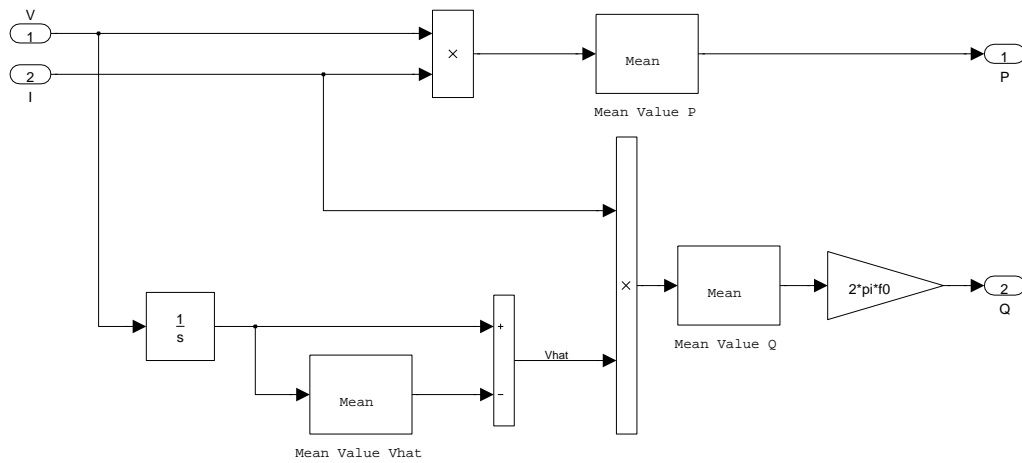 V
1
2
I
×
Mean
Mean Value P
1
P
×
Mean
Mean Value Q
2*pi*f0
2
Q
1
s
+
−
Vhat
Mean
Mean Value Vhat